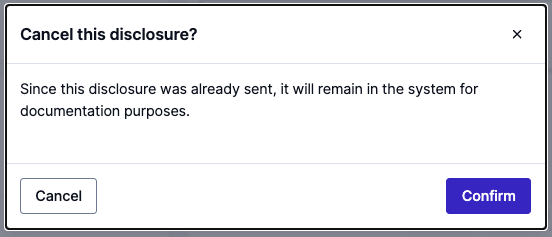 Cancel this disclosure?
Since this disclosure was already sent, it will remain in the system for
documentation purposes.
Cancel
Confirm